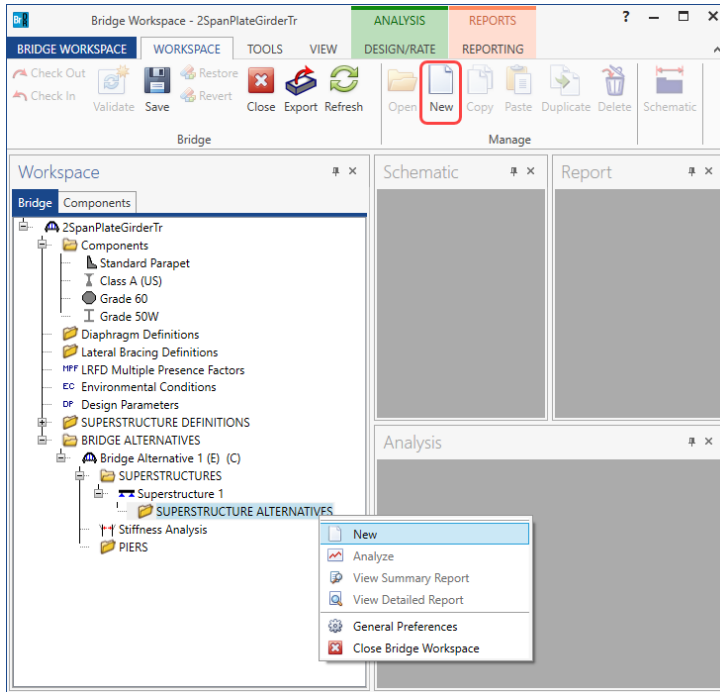 Br R
Bridge Workspace - 2SpanPlateGirderTr
ANALYSIS
REPORTS
?
BRIDGE WORKSPACE
WORKSPACE
TOOLS
VIEW
DESIGN/RATE
REPORTING
Check Out
Check In
Validate
Save
Restore
Revert
Close
Export
Refresh
Open
New
Copy
Paste
Duplicate
Delete
Schematic
Bridge
Manage
Workspace
Schematic
Report
Bridge
Components
2SpanPlateGirderTr
Components
Standard Parapet
Class A (US)
Grade 60
Grade 50W
Diaphragm Definitions
Lateral Bracing Definitions
MPF LRFD Multiple Presence Factors
EC Environmental Conditions
DP Design Parameters
SUPERSTRUCTURE DEFINITIONS
BRIDGE ALTERNATIVES
Bridge Alternative 1 (E) (C)
SUPERSTRUCTURES
Superstructure 1
SUPERSTRUCTURE ALTERNATIVES
Stiffness Analysis
PIERS
Analysis
New
Analyze
View Summary Report
View Detailed Report
General Preferences
Close Bridge Workspace